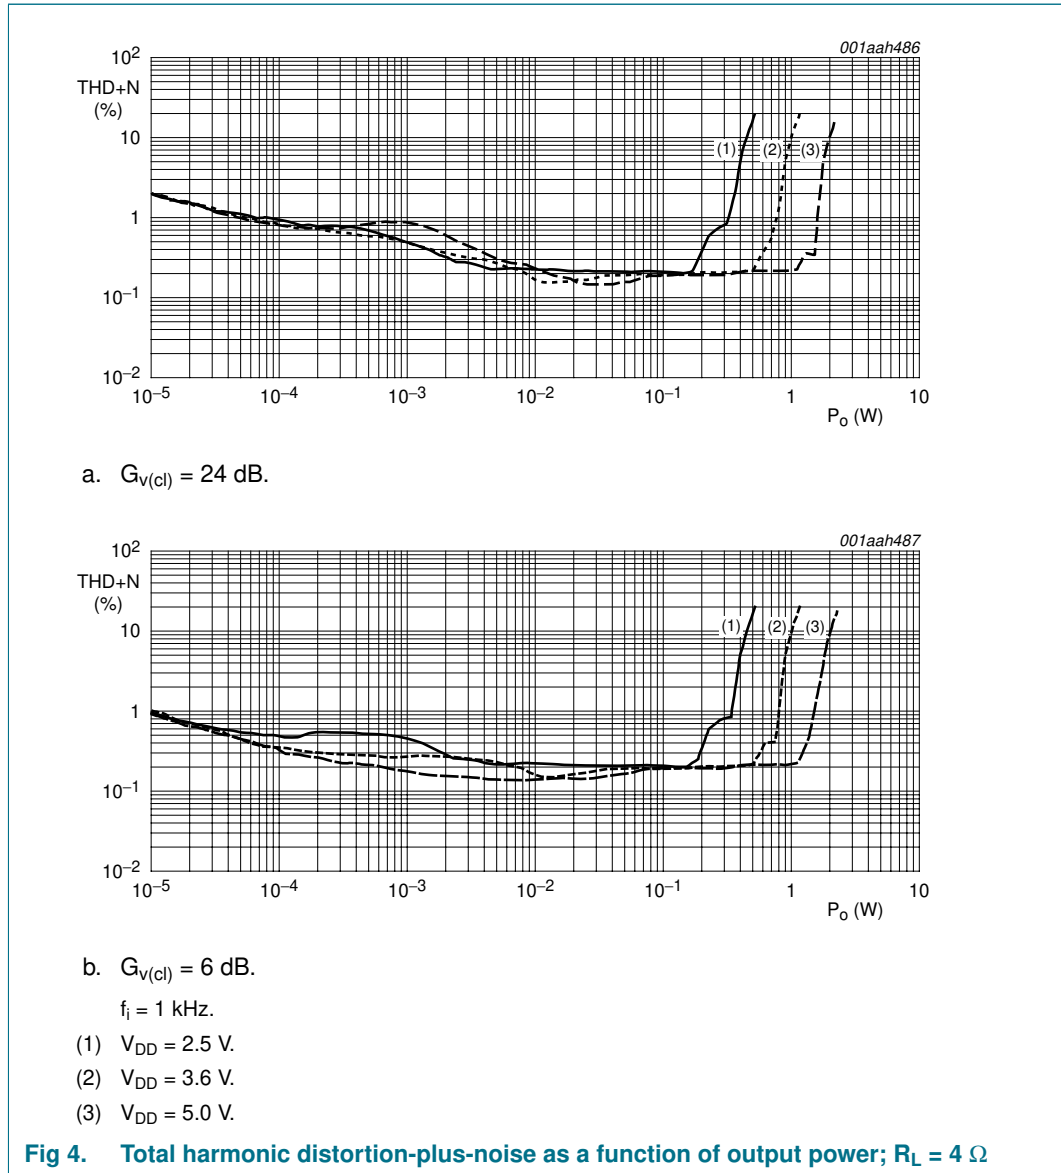 001aah486
10²
THD+N
(%)
10
(1) (2) (3)
1
10⁻¹
10⁻²
10⁻⁵ 10⁻⁴ 10⁻³ 10⁻² 10⁻¹ 1 10
Pₒ (W)
a. G_v(cl) = 24 dB.
001aah487
10²
THD+N
(%)
10
(1) (2) (3)
1
10⁻¹
10⁻²
10⁻⁵ 10⁻⁴ 10⁻³ 10⁻² 10⁻¹ 1 10
Pₒ (W)
b. G_v(cl) = 6 dB.
f_i = 1 kHz.
(1) V_DD = 2.5 V.
(2) V_DD = 3.6 V.
(3) V_DD = 5.0 V.
Fig 4. Total harmonic distortion-plus-noise as a function of output power; R_L = 4 Ω